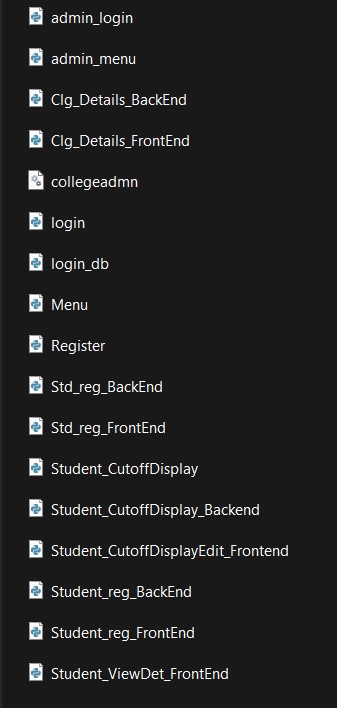 admin_login
admin_menu
Clg_Details_BackEnd
Clg_Details_FrontEnd
collegeadmn
login
login_db
Menu
Register
Std_reg_BackEnd
Std_reg_FrontEnd
Student_CutoffDisplay
Student_CutoffDisplay_Backend
Student_CutoffDisplayEdit_Frontend
Student_reg_BackEnd
Student_reg_FrontEnd
Student_ViewDet_FrontEnd